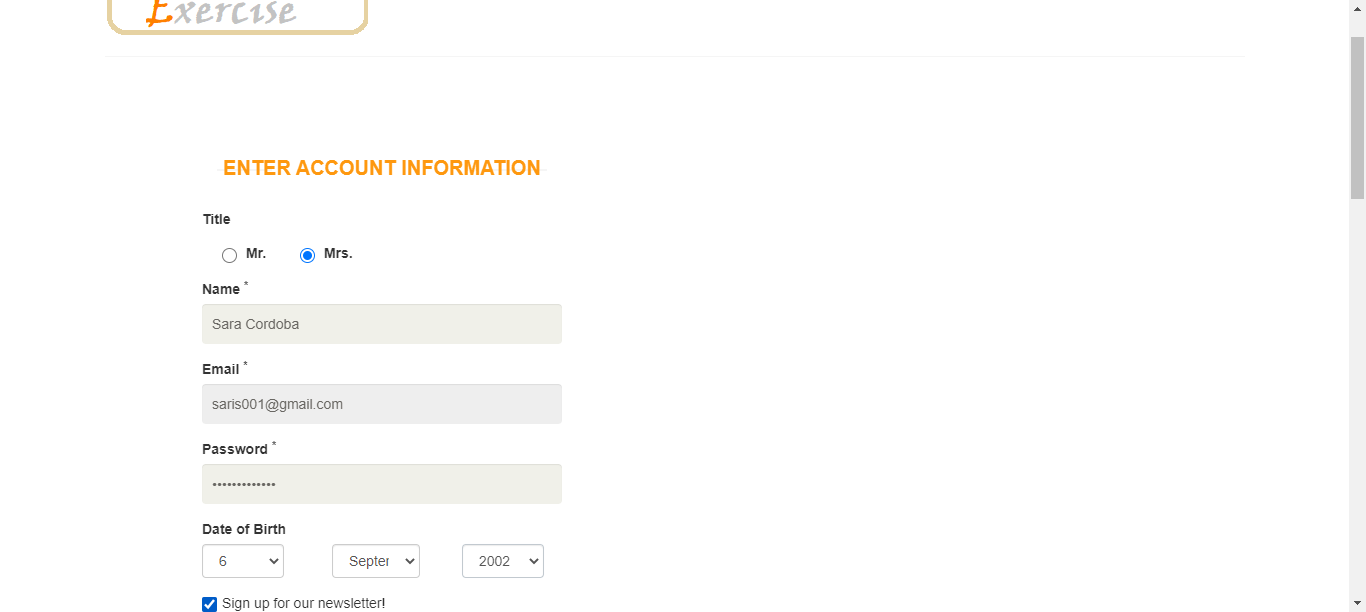 Exercise
ENTER ACCOUNT INFORMATION
Title
Mr. Mrs.
Name *
Sara Cordoba
Email *
saris001@gmail.com
Password *
•••••••••••••
Date of Birth
6 Septer 2002
Sign up for our newsletter!